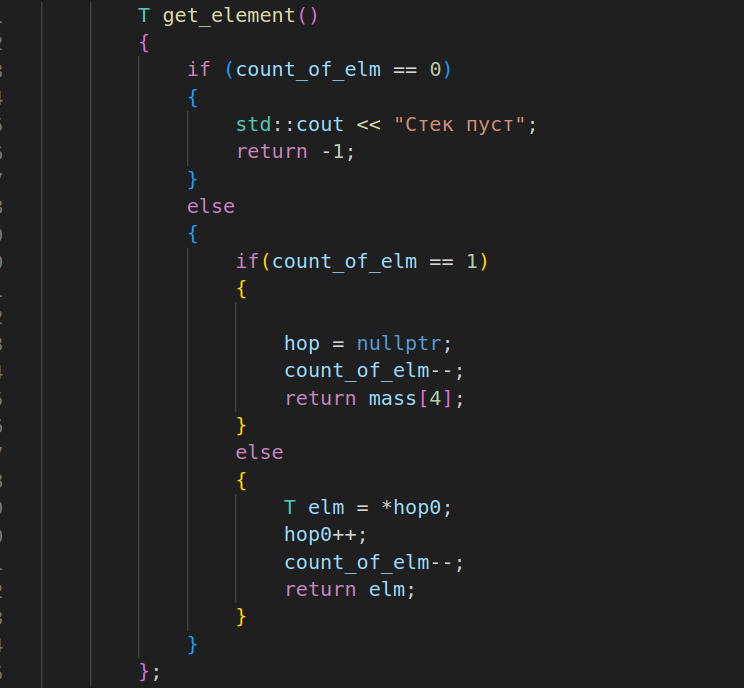 T get_element()
{
if (count_of_elm == 0)
{
std::cout << "Стек пуст";
return -1;
}
else
{
if(count_of_elm == 1)
{
hop = nullptr;
count_of_elm--;
return mass[4];
}
else
{
T elm = *hop0;
hop0++;
count_of_elm--;
return elm;
}
}
};